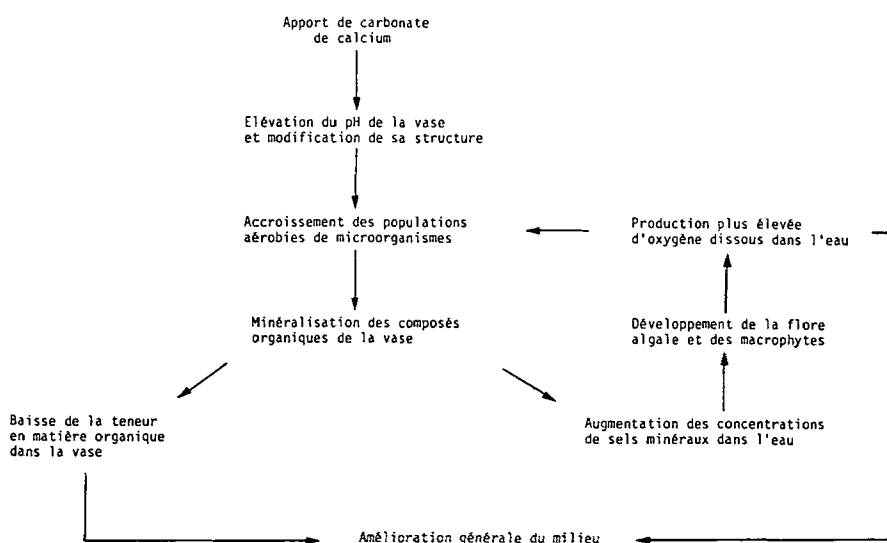 Apport de carbonate
de calcium
Elévation du pH de la vase
et modification de sa structure
Accroissement des populations
aérobies de microorganismes
Production plus élevée
d'oxygène dissous dans l'eau
Minéralisation des composés
organiques de la vase
Développement de la flore
algale et des macrophytes
Baisse de la teneur
en matière organique
dans la vase
Augmentation des concentrations
de sels minéraux dans l'eau
Amélioration générale du milieu